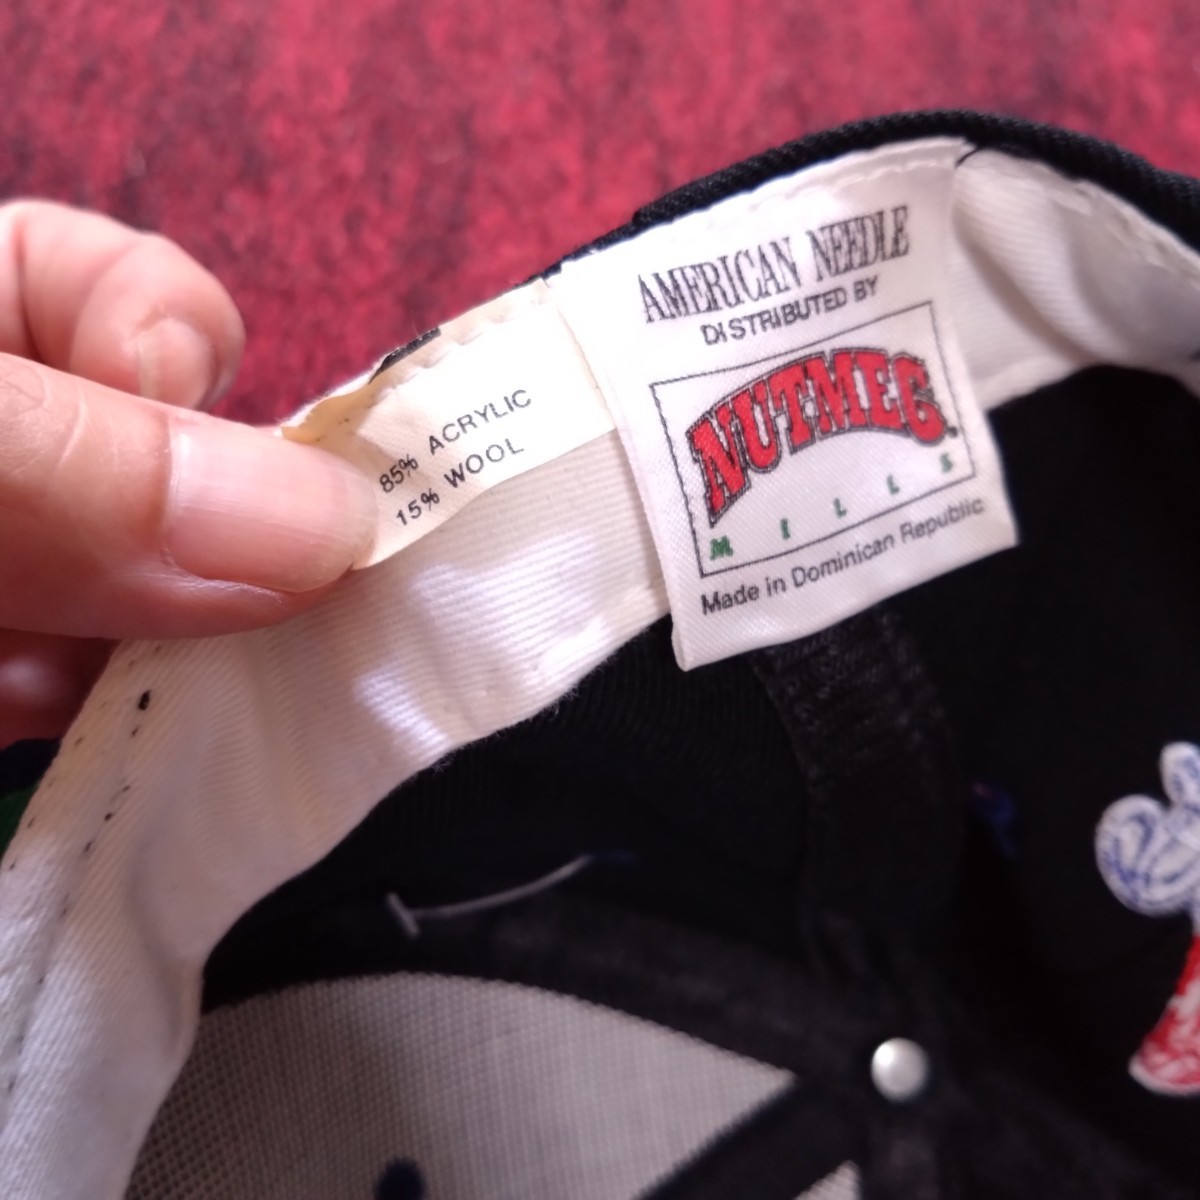 AMERICAN NEEDLE
DISTRIBUTED BY
NUTMEG
MILLS
Made in Dominican Republic
85% ACRYLIC
15% WOOL